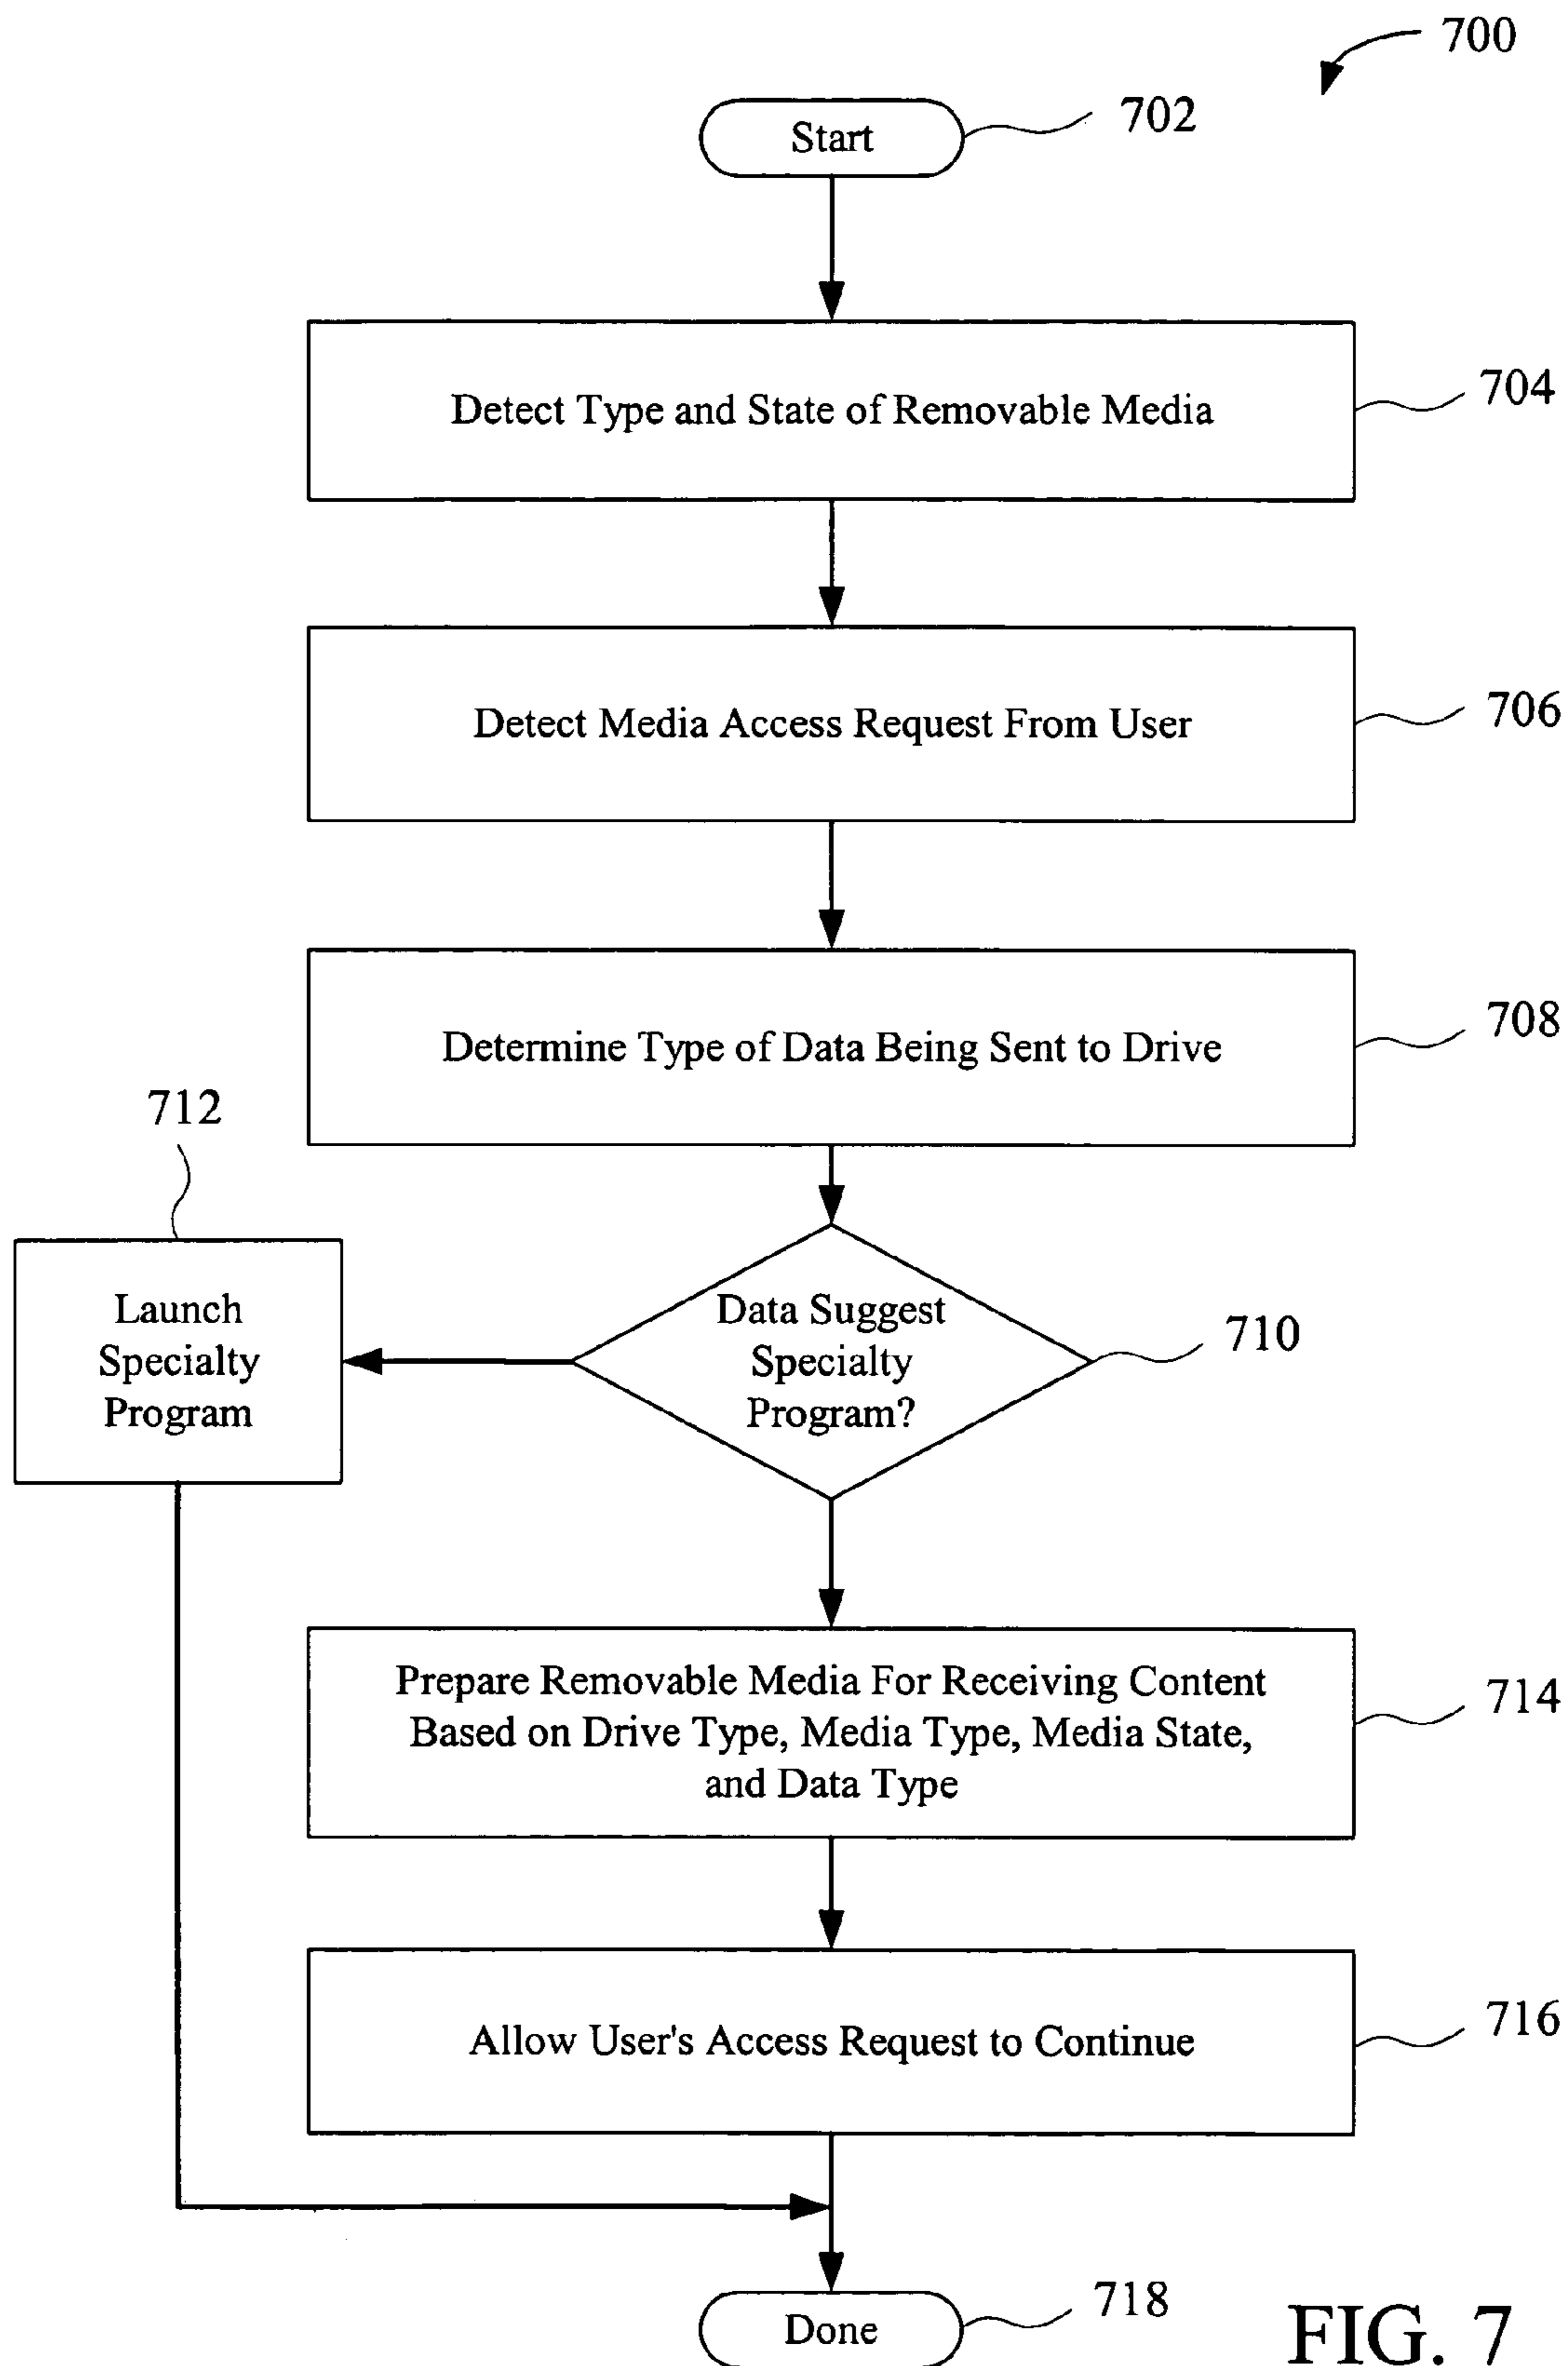 700
Start
702
Detect Type and State of Removable Media
704
Detect Media Access Request From User
706
Determine Type of Data Being Sent to Drive
708
712
Launch
Specialty
Program
Data Suggest
Specialty
Program?
710
Prepare Removable Media For Receiving Content
Based on Drive Type, Media Type, Media State,
and Data Type
714
Allow User's Access Request to Continue
716
Done
718
FIG. 7